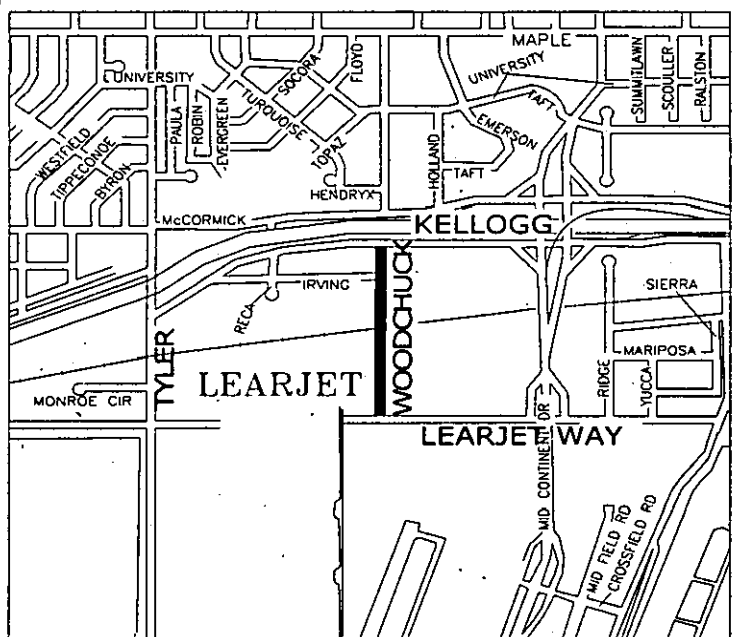 MAPLE
UNIVERSITY
UNIVERSITY
SOCORA
FLOYD
SUMMITLAWN
SCOULLER
RALSTON
PAULA
ROBIN
EVERGREEN
TURQUOISE
TOPAZ
TAFT
EMERSON
WESTFIELD
TIPPECONOE
BYRON
HOLLAND
TAFT
HENDRYX
McCORMICK
KELLOGG
IRVING
RECA
WOODCHUCK
SIERRA
MARIPOSA
RIDGE
YUCCA
TYLER
LEARJET
MONROE CIR
LEARJET WAY
MID CONTINENT DR
MID FIELD RD
CROSSFIELD RD